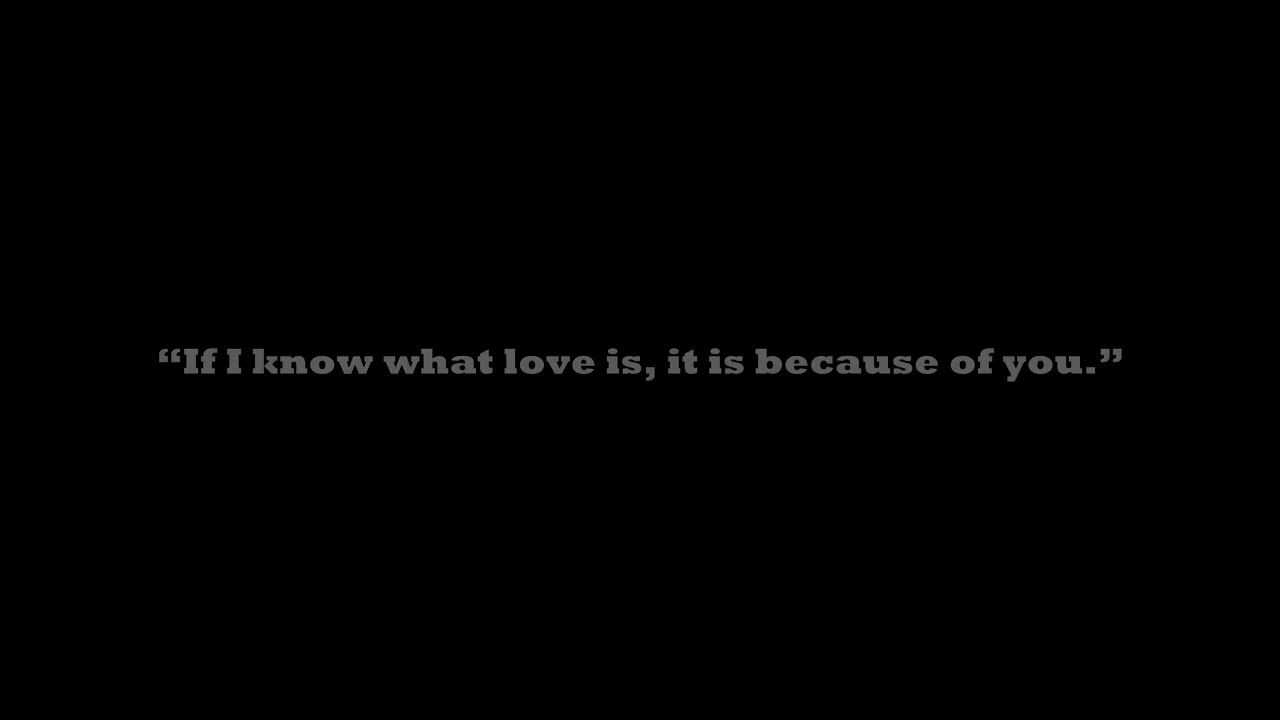 “If I know what love is, it is because of you.”